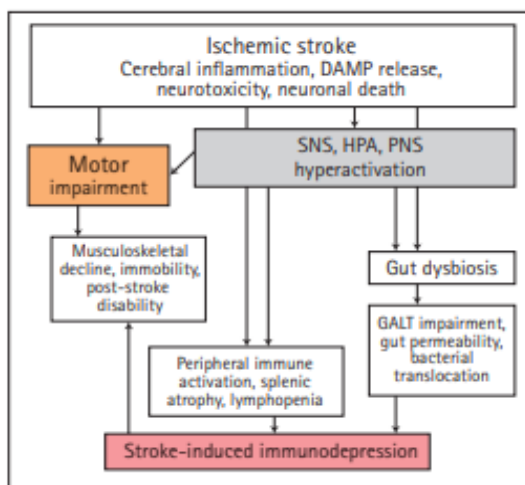 Ischemic stroke
Cerebral inflammation, DAMP release,
neurotoxicity, neuronal death
Motor
impairment
SNS, HPA, PNS
hyperactivation
Musculoskeletal
decline, immobility,
post-stroke
disability
Gut dysbiosis
GALT impairment,
gut permeability,
bacterial
translocation
Peripheral immune
activation, splenic
atrophy, lymphopenia
Stroke-induced immunodepression